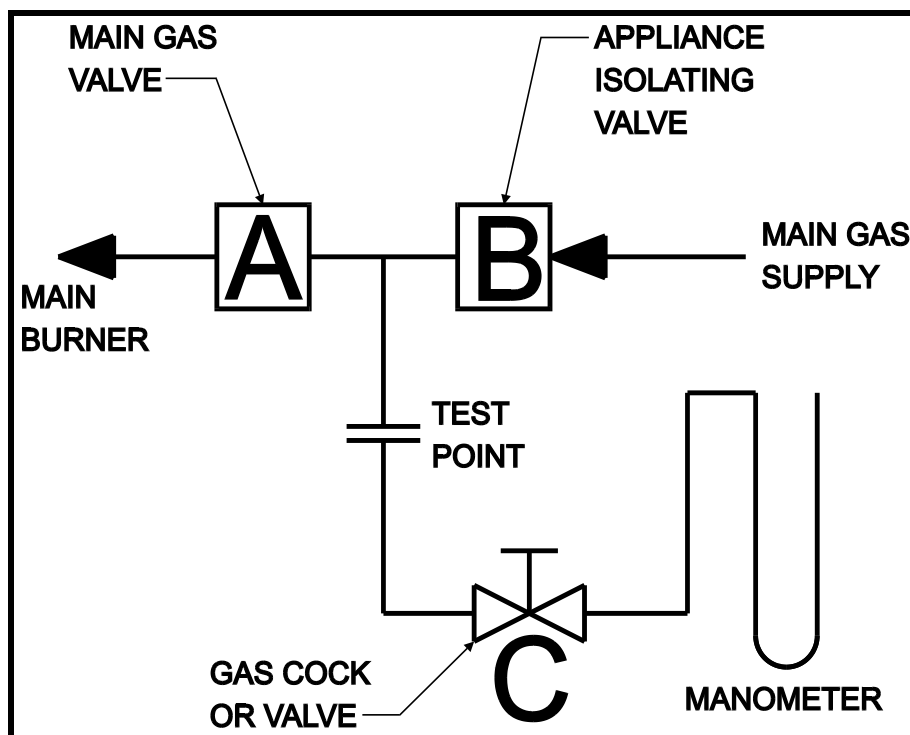 MAIN GAS
VALVE
APPLIANCE
ISOLATING
VALVE
A
B
MAIN GAS
SUPPLY
MAIN
BURNER
TEST
POINT
C
GAS COCK
OR VALVE
MANOMETER